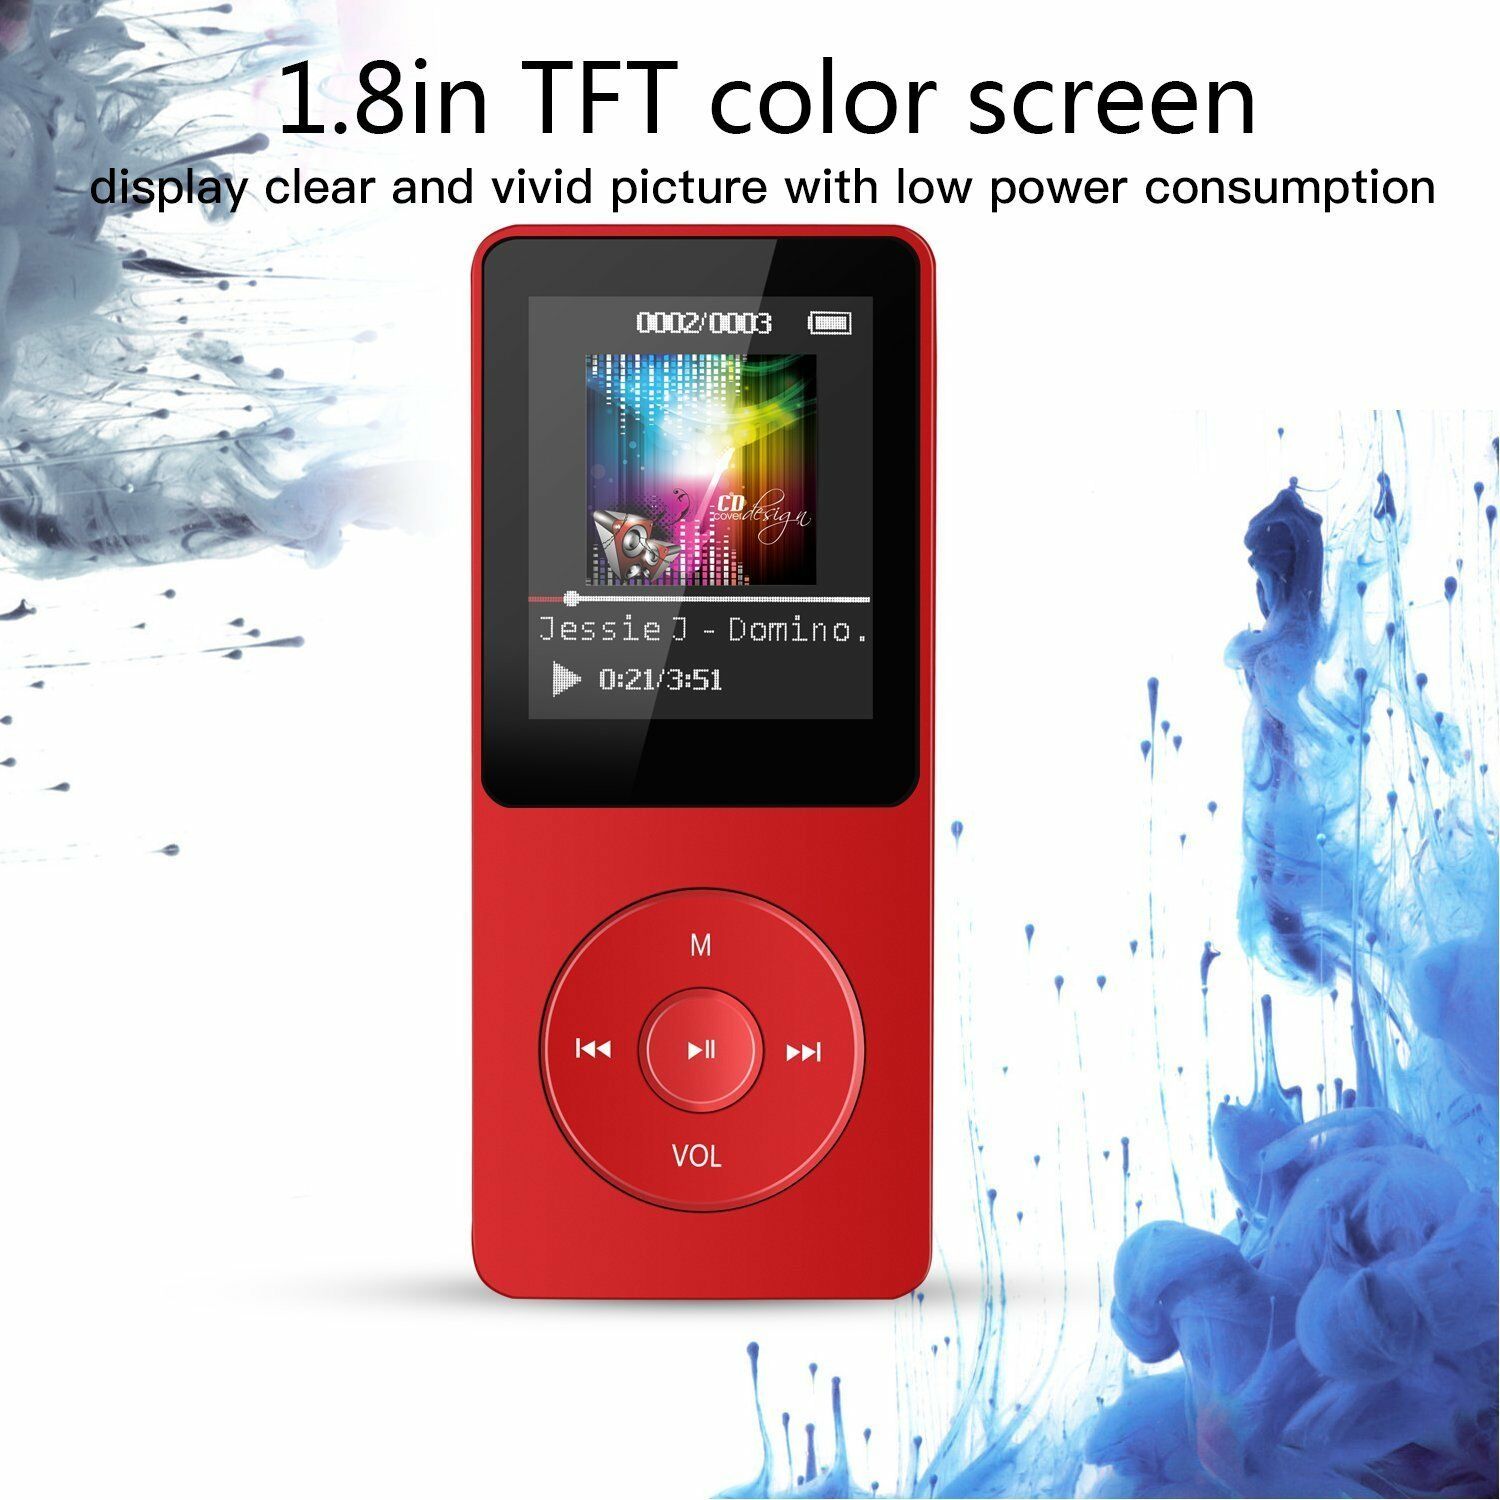 1.8in TFT color screen
display clear and vivid picture with low power consumption
0002/0003
CD
cover design
Jessie J - Domino.
0:21/3:51
M
VOL